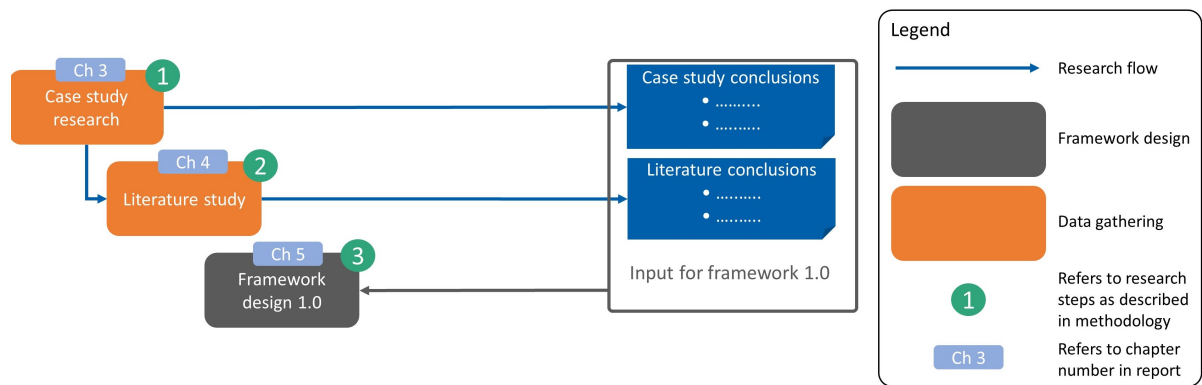 Ch 3
1
Case study
research
Ch 4
2
Literature study
Ch 5
3
Framework
design 1.0
Case study conclusions
• ..........
• ..........
Literature conclusions
• ..........
• ..........
Input for framework 1.0
Legend
Research flow
Framework design
Data gathering
1
Refers to research
steps as described
in methodology
Ch 3
Refers to chapter
number in report